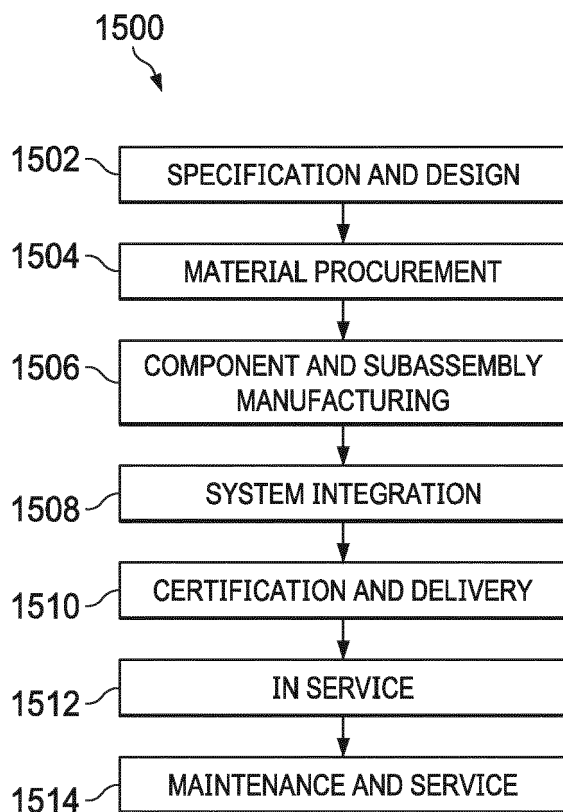 1500
1502 SPECIFICATION AND DESIGN
1504 MATERIAL PROCUREMENT
1506 COMPONENT AND SUBASSEMBLY
MANUFACTURING
1508 SYSTEM INTEGRATION
1510 CERTIFICATION AND DELIVERY
1512 IN SERVICE
1514 MAINTENANCE AND SERVICE